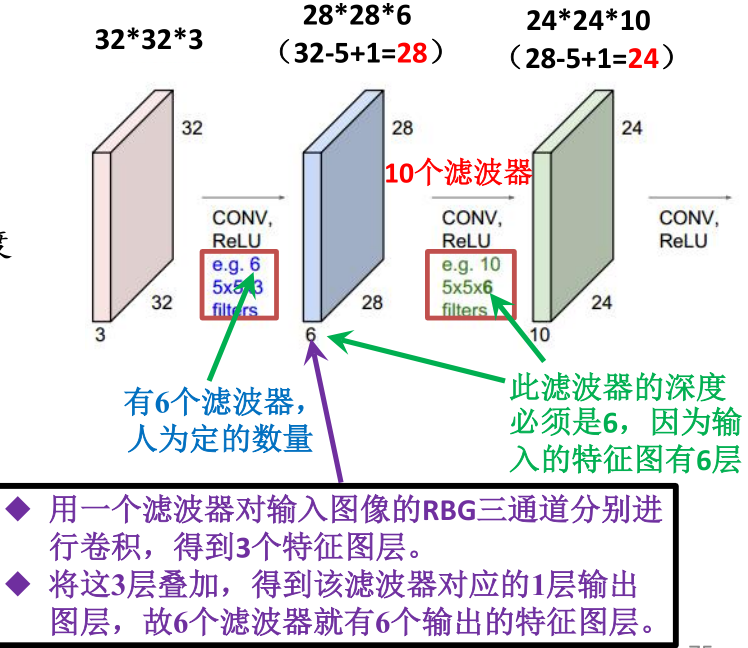 32*32*3
28*28*6
（32-5+1=28）
24*24*10
（28-5+1=24）
32
28
24
10个滤波器
CONV,
ReLU
e.g. 6
5x5x3
filters
CONV,
ReLU
e.g. 10
5x5x6
filters
CONV,
ReLU
度
32
28
24
3
6
10
有6个滤波器，
人为定的数量
此滤波器的深度
必须是6，因为输
入的特征图有6层
◆ 用一个滤波器对输入图像的RBG三通道分别进
行卷积，得到3个特征图层。
◆ 将这3层叠加，得到该滤波器对应的1层输出
图层，故6个滤波器就有6个输出的特征图层。